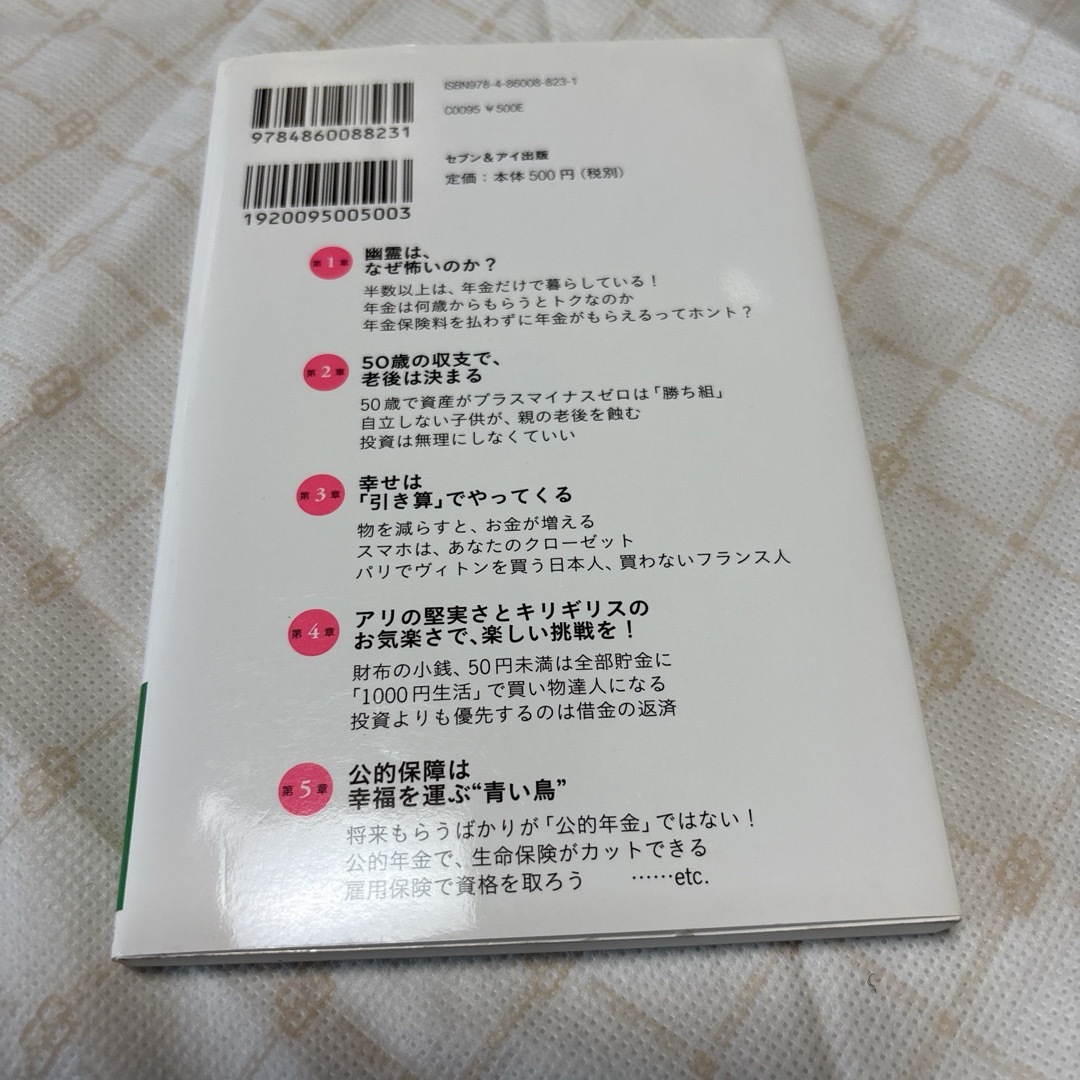 ISBN978-4-86008-823-1
C0095 ¥500E
9784860088231
セブン＆アイ出版
定価：本体500円（税別）
1920095005003
第1章
幽霊は、
なぜ怖いのか？
半数以上は、年金だけで暮らしている！
年金は何歳からもらうとトクなのか
年金保険料を払わずに年金がもらえるってホント？
第2章
50歳の収支で、
老後は決まる
50歳で資産がプラスマイナスゼロは「勝ち組」
自立しない子供が、親の老後を蝕む
投資は無理にしなくていい
第3章
幸せは
「引き算」でやってくる
物を減らすと、お金が増える
スマホは、あなたのクローゼット
パリでヴィトンを買う日本人、買わないフランス人
第4章
アリの堅実さとキリギリスの
お気楽さで、楽しい挑戦を！
財布の小銭、50円未満は全部貯金に
「1000円生活」で買い物達人になる
投資よりも優先するのは借金の返済
第5章
公的保障は
幸福を運ぶ“青い鳥”
将来もらうばかりが「公的年金」ではない！
公的年金で、生命保険がカットできる
雇用保険で資格を取ろう ……etc.